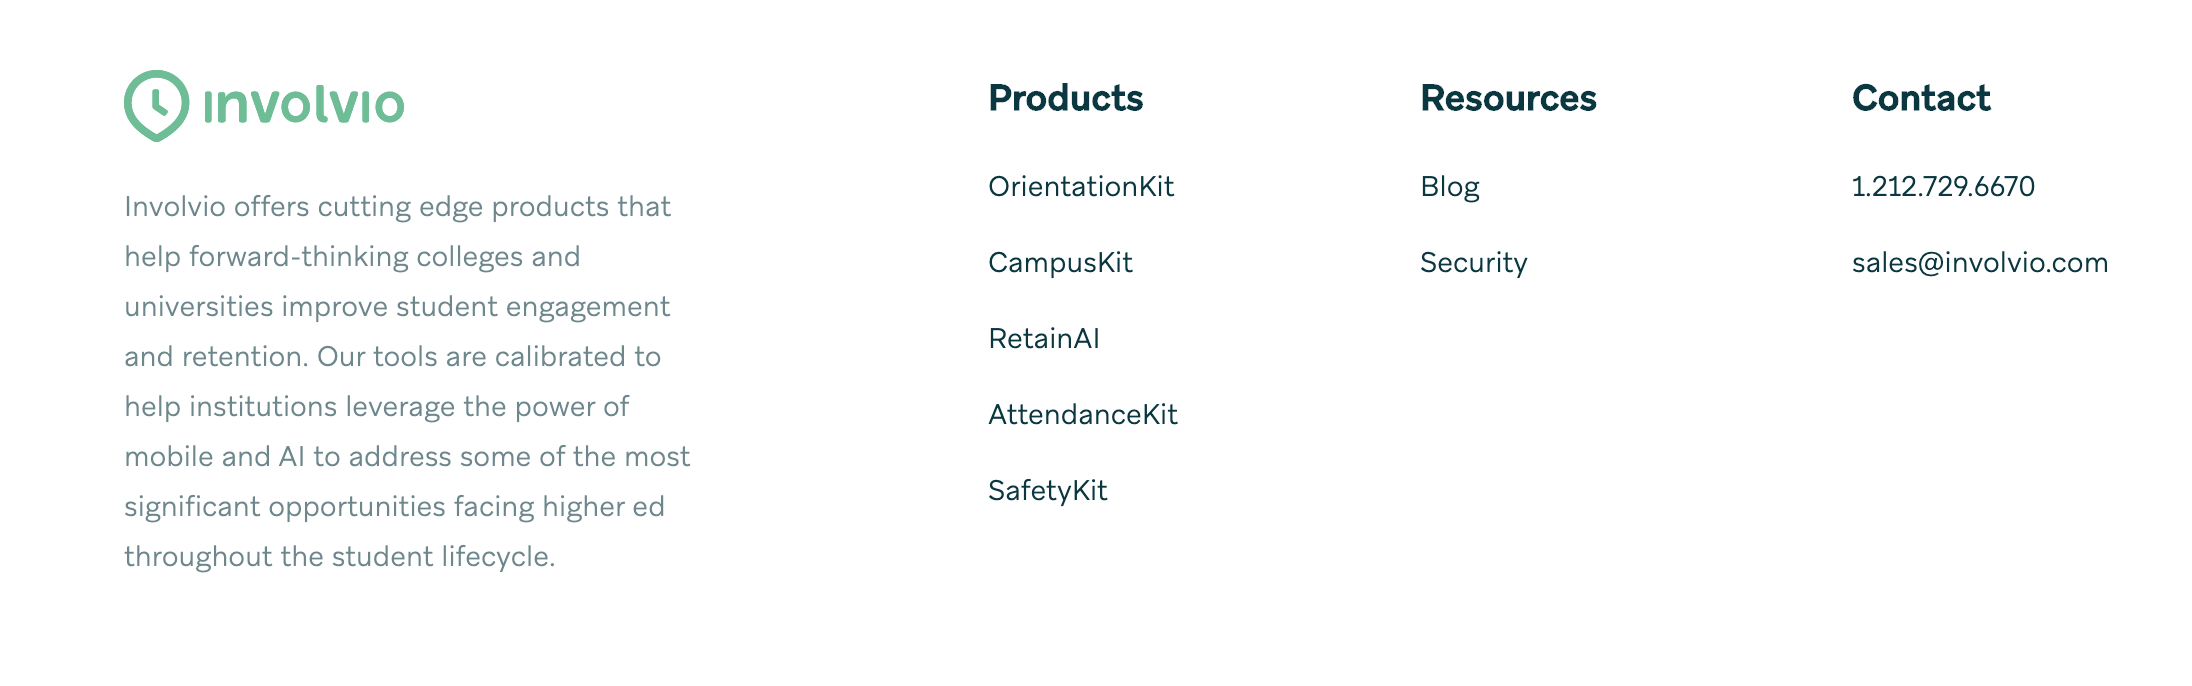 involvio
Involvio offers cutting edge products that
help forward-thinking colleges and
universities improve student engagement
and retention. Our tools are calibrated to
help institutions leverage the power of
mobile and AI to address some of the most
significant opportunities facing higher ed
throughout the student lifecycle.
Products
OrientationKit
CampusKit
RetainAI
AttendanceKit
SafetyKit
Resources
Blog
Security
Contact
1.212.729.6670
sales@involvio.com